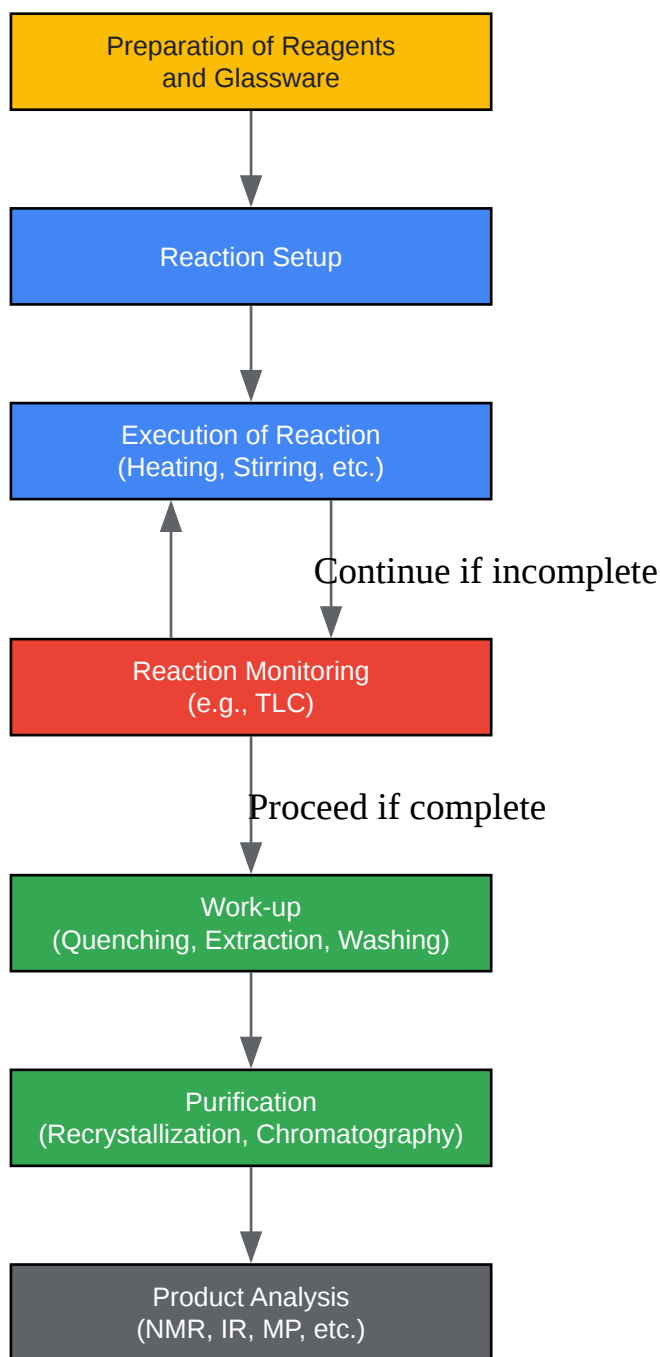 Preparation of Reagents
and Glassware
Reaction Setup
Execution of Reaction
(Heating, Stirring, etc.)
Continue if incomplete
Reaction Monitoring
(e.g., TLC)
Proceed if complete
Work-up
(Quenching, Extraction, Washing)
Purification
(Recrystallization, Chromatography)
Product Analysis
(NMR, IR, MP, etc.)